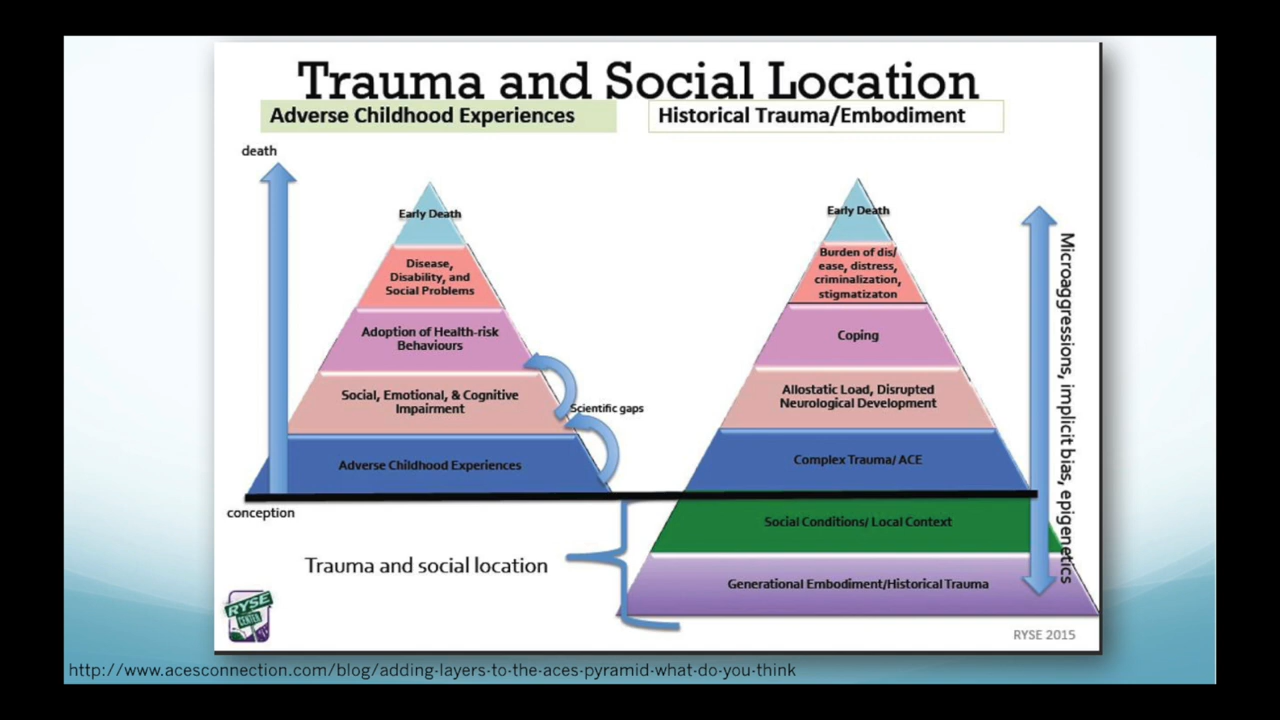 Trauma and Social Location
Adverse Childhood Experiences
Historical Trauma/Embodiment
death
Early Death
Disease,
Disability, and
Social Problems
Adoption of Health-risk
Behaviours
Social, Emotional, & Cognitive
Impairment
Scientific gaps
Adverse Childhood Experiences
conception
Early Death
Burden of dis/
ease, distress,
criminalization,
stigmatizaton
Coping
Allostatic Load, Disrupted
Neurological Development
Complex Trauma/ ACE
Social Conditions/ Local Context
Generational Embodiment/Historical Trauma
Microaggressions, implicit bias, epigenetics
Trauma and social location
RYSE
CENTER
RYSE 2015
http://www.acesconnection.com/blog/adding-layers-to-the-aces-pyramid-what-do-you-think